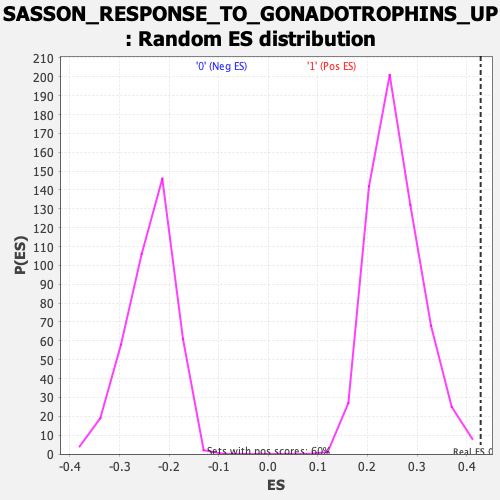 SASSON_RESPONSE_TO_GONADOTROPHINS_UP
: Random ES distribution
'0' (Neg ES) '1' (Pos ES)
210
200
190
180
170
160
150
140
130
120
110
100
90
80
70
60
50
40
30
20
10
0
P(ES)
Sets with pos scores: 60%
Real ES 0
-0.4 -0.3 -0.2 -0.1 0.0 0.1 0.2 0.3 0.4
ES